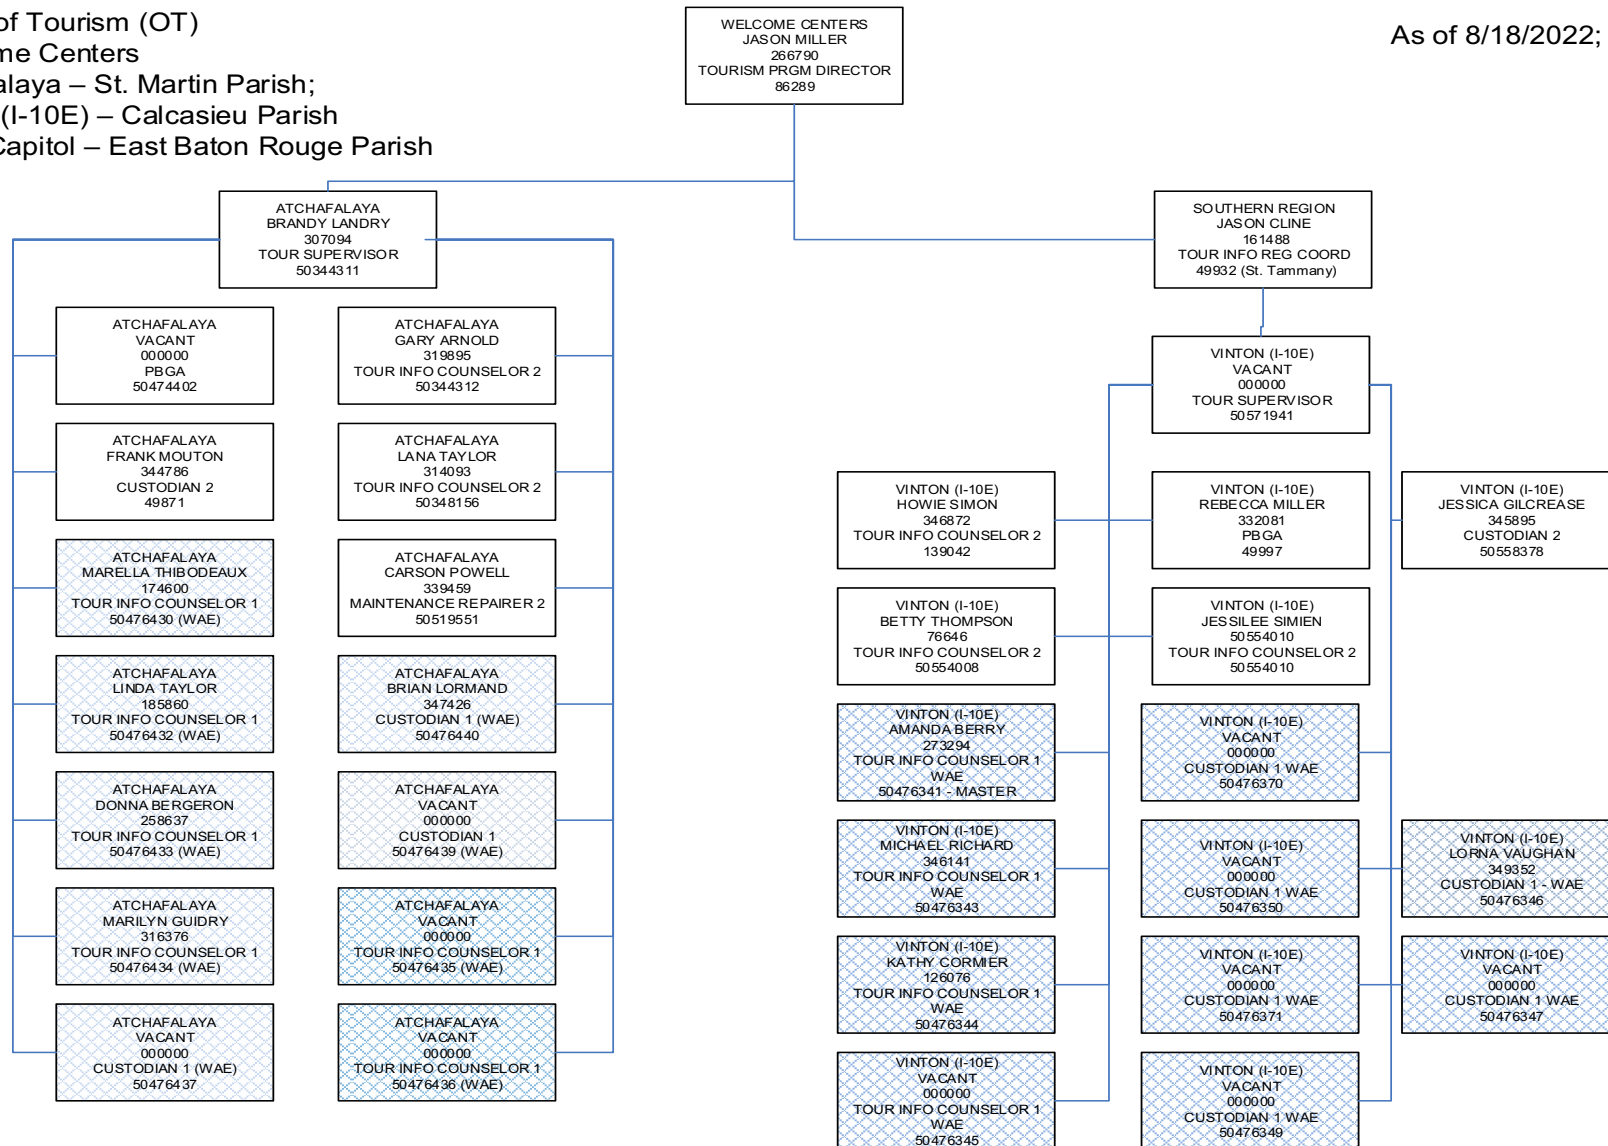 of Tourism (OT)
me Centers
alaya – St. Martin Parish;
(I-10E) – Calcasieu Parish
Capitol – East Baton Rouge Parish
As of 8/18/2022;
WELCOME CENTERS
JASON MILLER
266790
TOURISM PRGM DIRECTOR
86289
ATCHAFALAYA
BRANDY LANDRY
307094
TOUR SUPERVISOR
50344311
SOUTHERN REGION
JASON CLINE
161488
TOUR INFO REG COORD
49932 (St. Tammany)
ATCHAFALAYA
VACANT
000000
PBGA
50474402
ATCHAFALAYA
GARY ARNOLD
319895
TOUR INFO COUNSELOR 2
50344312
VINTON (I-10E)
VACANT
000000
TOUR SUPERVISOR
50571941
ATCHAFALAYA
FRANK MOUTON
344786
CUSTODIAN 2
49871
ATCHAFALAYA
LANA TAYLOR
314093
TOUR INFO COUNSELOR 2
50348156
VINTON (I-10E)
HOWIE SIMON
346872
TOUR INFO COUNSELOR 2
139042
VINTON (I-10E)
REBECCA MILLER
332081
PBGA
49997
VINTON (I-10E)
JESSICA GILCREASE
345895
CUSTODIAN 2
50558378
ATCHAFALAYA
MARELLA THIBODEAUX
174600
TOUR INFO COUNSELOR 1
50476430 (WAE)
ATCHAFALAYA
CARSON POWELL
339459
MAINTENANCE REPAIRER 2
50519551
VINTON (I-10E)
BETTY THOMPSON
76646
TOUR INFO COUNSELOR 2
50554008
VINTON (I-10E)
JESSILEE SIMIEN
50554010
TOUR INFO COUNSELOR 2
50554010
ATCHAFALAYA
LINDA TAYLOR
185860
TOUR INFO COUNSELOR 1
50476432 (WAE)
ATCHAFALAYA
BRIAN LORMAND
347426
CUSTODIAN 1 (WAE)
50476440
VINTON (I-10E)
AMANDA BERRY
273294
TOUR INFO COUNSELOR 1
WAE
50476341 - MASTER
VINTON (I-10E)
VACANT
000000
CUSTODIAN 1 WAE
50476370
ATCHAFALAYA
DONNA BERGERON
258637
TOUR INFO COUNSELOR 1
50476433 (WAE)
ATCHAFALAYA
VACANT
000000
CUSTODIAN 1
50476439 (WAE)
VINTON (I-10E)
MICHAEL RICHARD
346141
TOUR INFO COUNSELOR 1
WAE
50476343
VINTON (I-10E)
VACANT
000000
CUSTODIAN 1 WAE
50476350
VINTON (I-10E)
LORNA VAUGHAN
349352
CUSTODIAN 1 - WAE
50476346
ATCHAFALAYA
MARILYN GUIDRY
316376
TOUR INFO COUNSELOR 1
50476434 (WAE)
ATCHAFALAYA
VACANT
000000
TOUR INFO COUNSELOR 1
50476435 (WAE)
VINTON (I-10E)
KATHY CORMIER
126076
TOUR INFO COUNSELOR 1
WAE
50476344
VINTON (I-10E)
VACANT
000000
CUSTODIAN 1 WAE
50476371
VINTON (I-10E)
VACANT
000000
CUSTODIAN 1 WAE
50476347
ATCHAFALAYA
VACANT
000000
CUSTODIAN 1 (WAE)
50476437
ATCHAFALAYA
VACANT
000000
TOUR INFO COUNSELOR 1
50476436 (WAE)
VINTON (I-10E)
VACANT
000000
TOUR INFO COUNSELOR 1
WAE
50476345
VINTON (I-10E)
VACANT
000000
CUSTODIAN 1 WAE
50476349